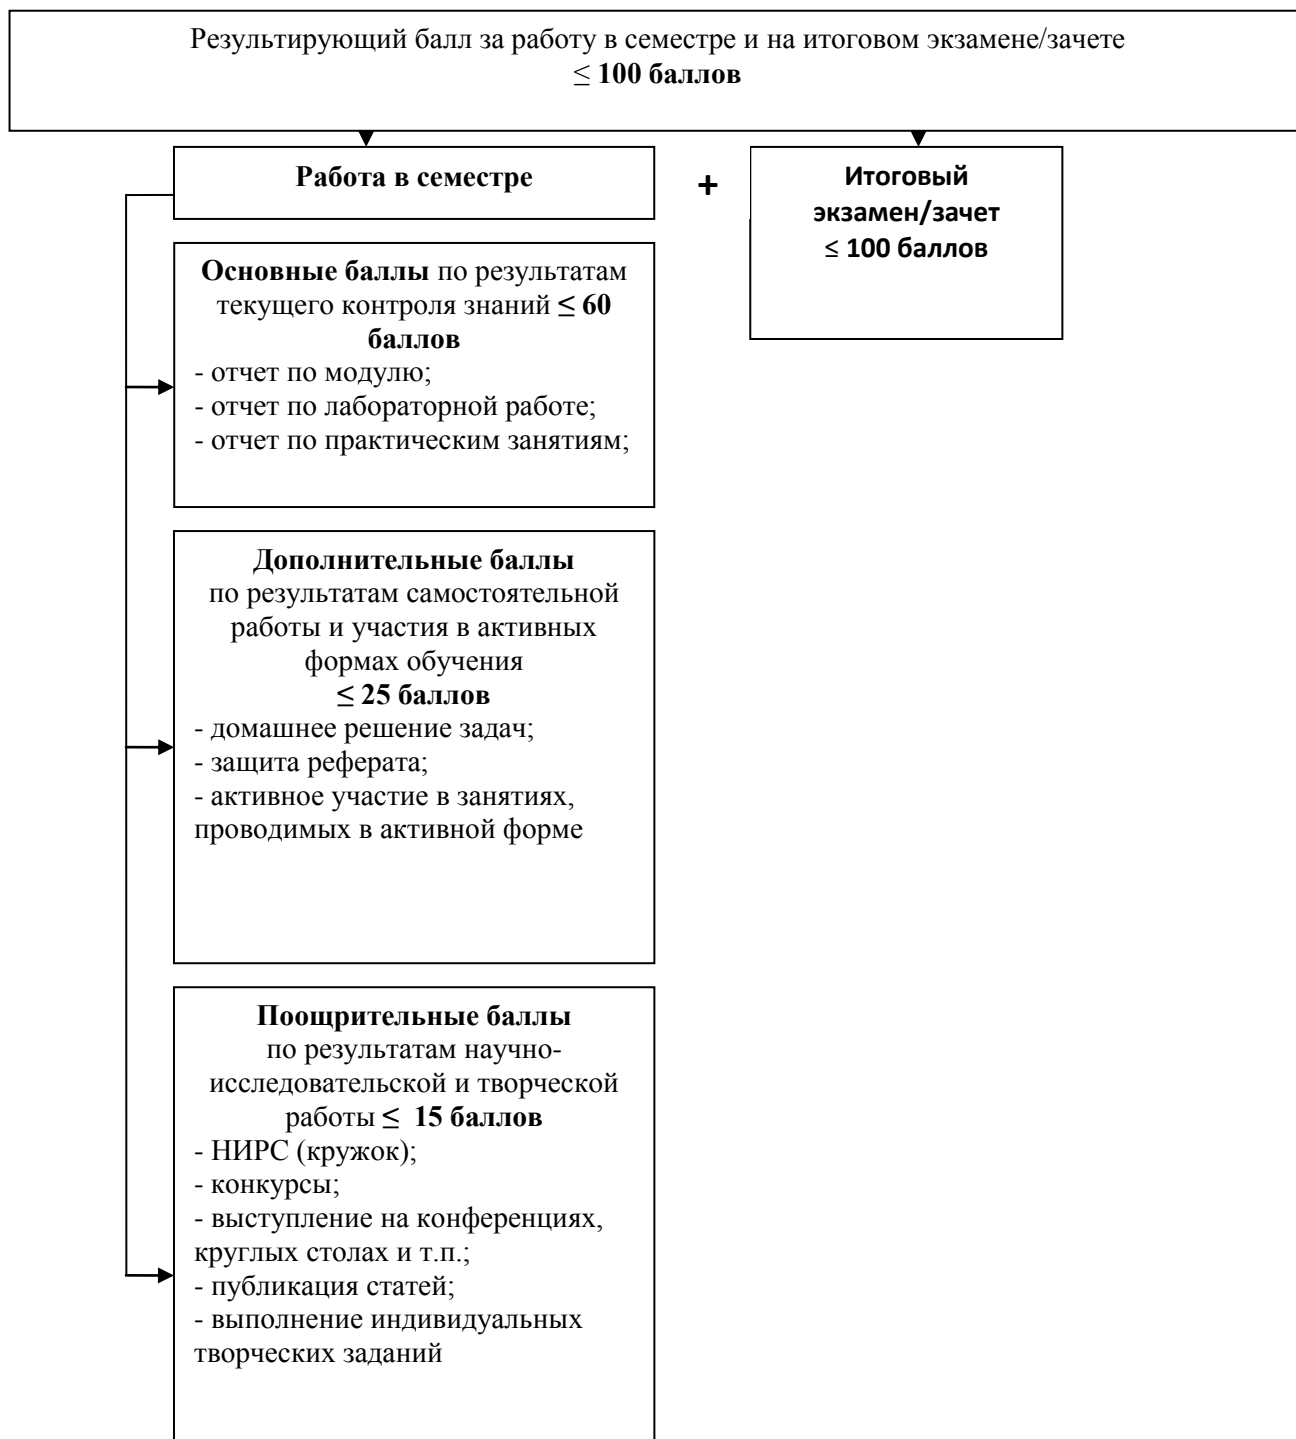 Результирующий балл за работу в семестре и на итоговом экзамене/зачете
≤ 100 баллов
Работа в семестре
+
Итоговый
экзамен/зачет
≤ 100 баллов
Основные баллы по результатам
текущего контроля знаний ≤ 60
баллов
- отчет по модулю;
- отчет по лабораторной работе;
- отчет по практическим занятиям;
Дополнительные баллы
по результатам самостоятельной
работы и участия в активных
формах обучения
≤ 25 баллов
- домашнее решение задач;
- защита реферата;
- активное участие в занятиях,
проводимых в активной форме
Поощрительные баллы
по результатам научно-
исследовательской и творческой
работы ≤ 15 баллов
- НИРС (кружок);
- конкурсы;
- выступление на конференциях,
круглых столах и т.п.;
- публикация статей;
- выполнение индивидуальных
творческих заданий